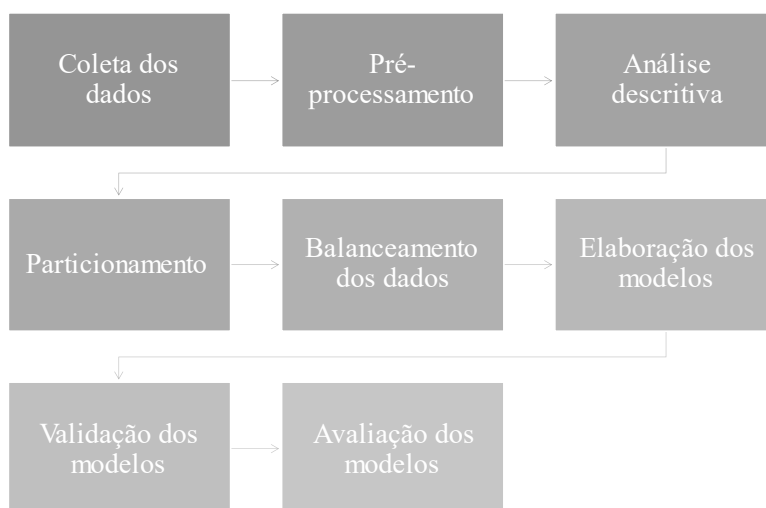 Coleta dos
dados
Pré-
processamento
Análise
descritiva
Particionamento
Balanceamento
dos dados
Elaboração dos
modelos
Validação dos
modelos
Avaliação dos
modelos